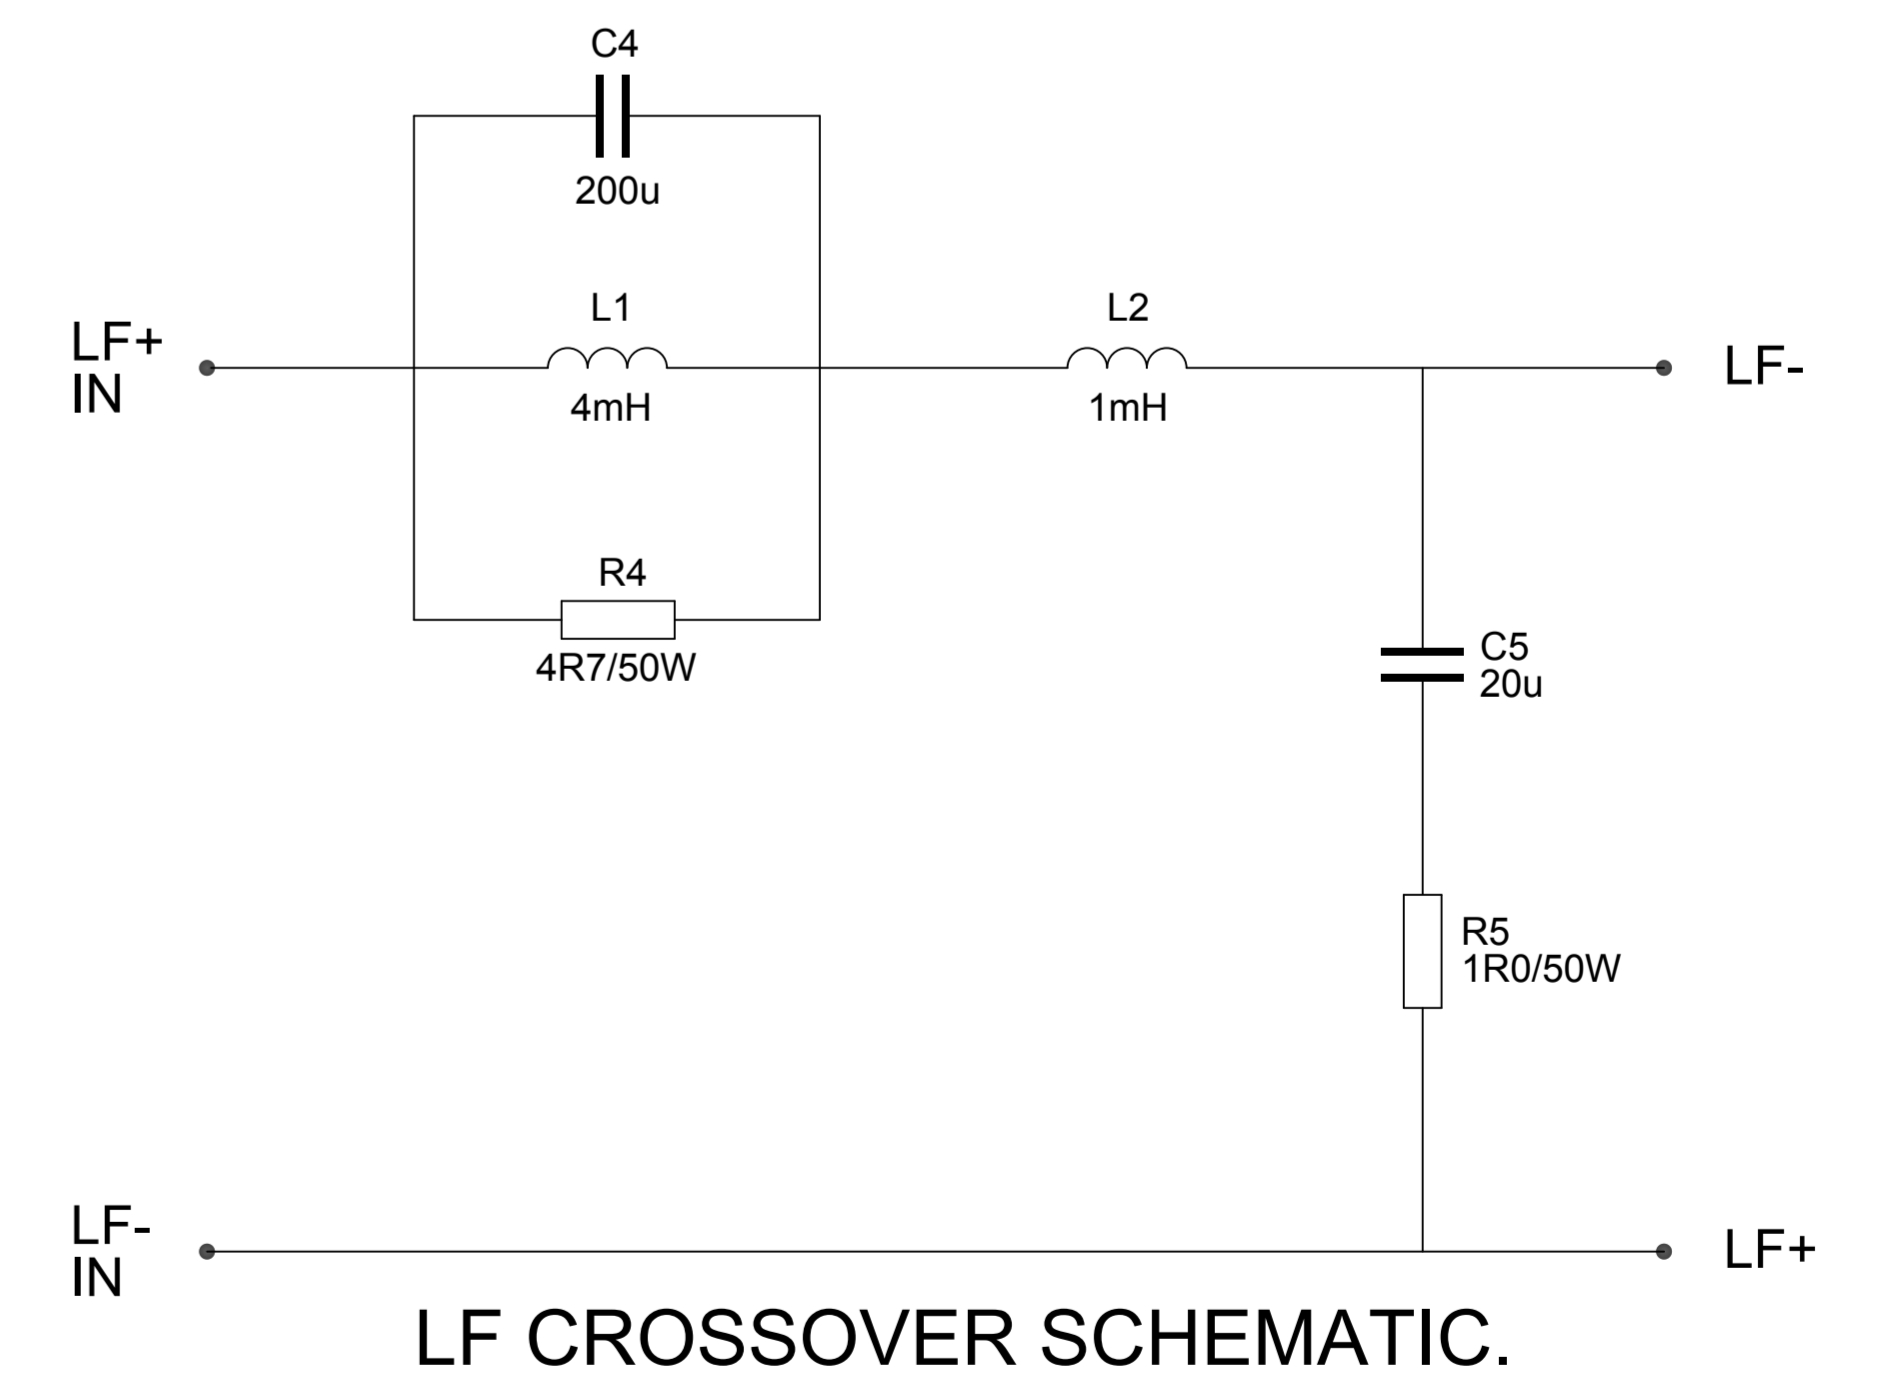 C4
200u
L1
4mH
R4
4R7/50W
LF+
IN
L2
1mH
LF-
C5
20u
R5
1R0/50W
LF-
IN
LF+
LF CROSSOVER SCHEMATIC.